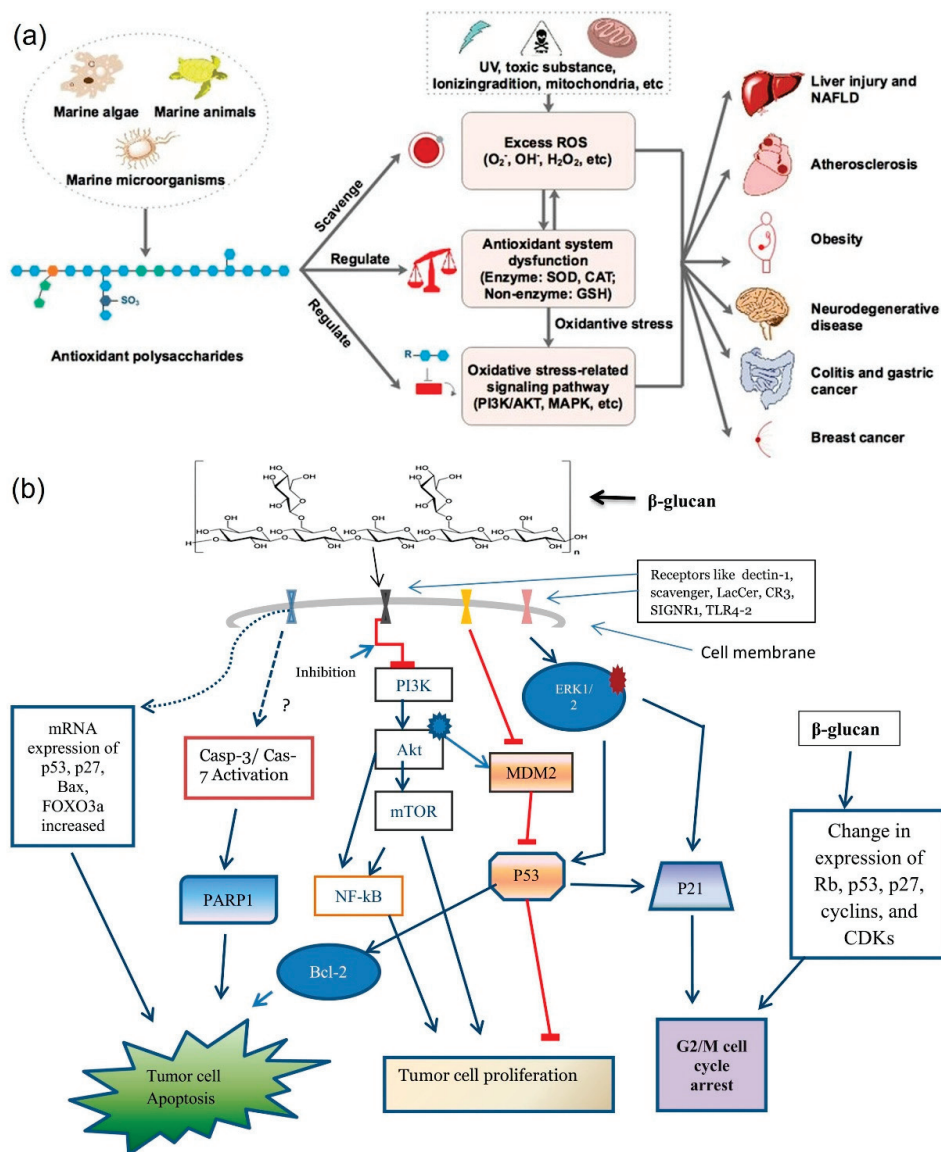 (a)
Marine algae
Marine animals
Marine microorganisms
SO3
Antioxidant polysaccharides
Scavenge
Regulate
Regulate
R
UV, toxic substance,
Ionizingradition, mitochondria, etc
Excess ROS
(O2-, OH-, H2O2, etc)
Antioxidant system
dysfunction
(Enzyme: SOD, CAT;
Non-enzyme: GSH)
Oxidantive stress
Oxidative stress-related
signaling pathway
(PI3K/AKT, MAPK, etc)
Liver injury and
NAFLD
Atherosclerosis
Obesity
Neurodegenerative
disease
Colitis and gastric
cancer
Breast cancer
(b)
β-glucan
n
Receptors like dectin-1,
scavenger, LacCer, CR3,
SIGNR1, TLR4-2
Cell membrane
Inhibition
?
PI3K
ERK1/
2
mRNA
expression of
p53, p27,
Bax,
FOXO3a
increased
Casp-3/ Cas-
7 Activation
Akt
MDM2
mTOR
β-glucan
Change in
expression of
Rb, p53, p27,
cyclins, and
CDKs
PARP1
NF-kB
P53
P21
Bcl-2
Tumor cell
Apoptosis
Tumor cell proliferation
G2/M cell
cycle
arrest